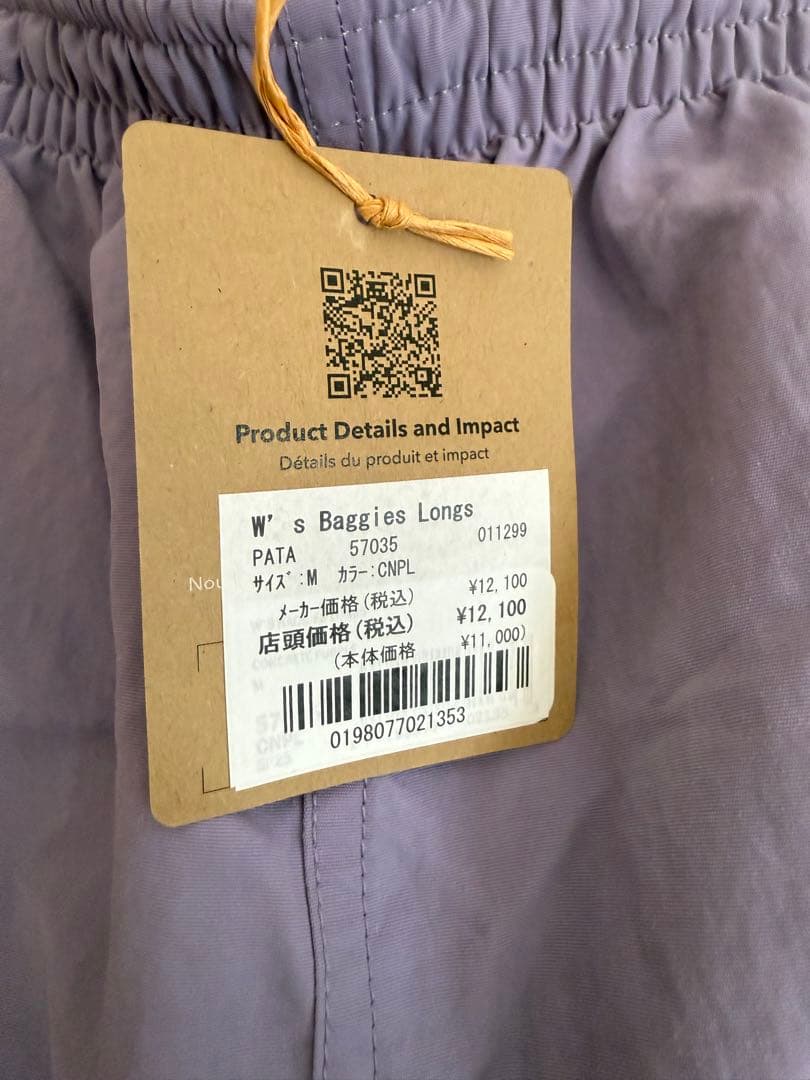 Product Details and Impact
Détails du produit et impact
W's Baggies Longs
PATA 57035 011299
サイズ:M カラー:CNPL
メーカー価格(税込) ¥12,100
店頭価格(税込) ¥12,100
(本体価格 ¥11,000)
0198077021353